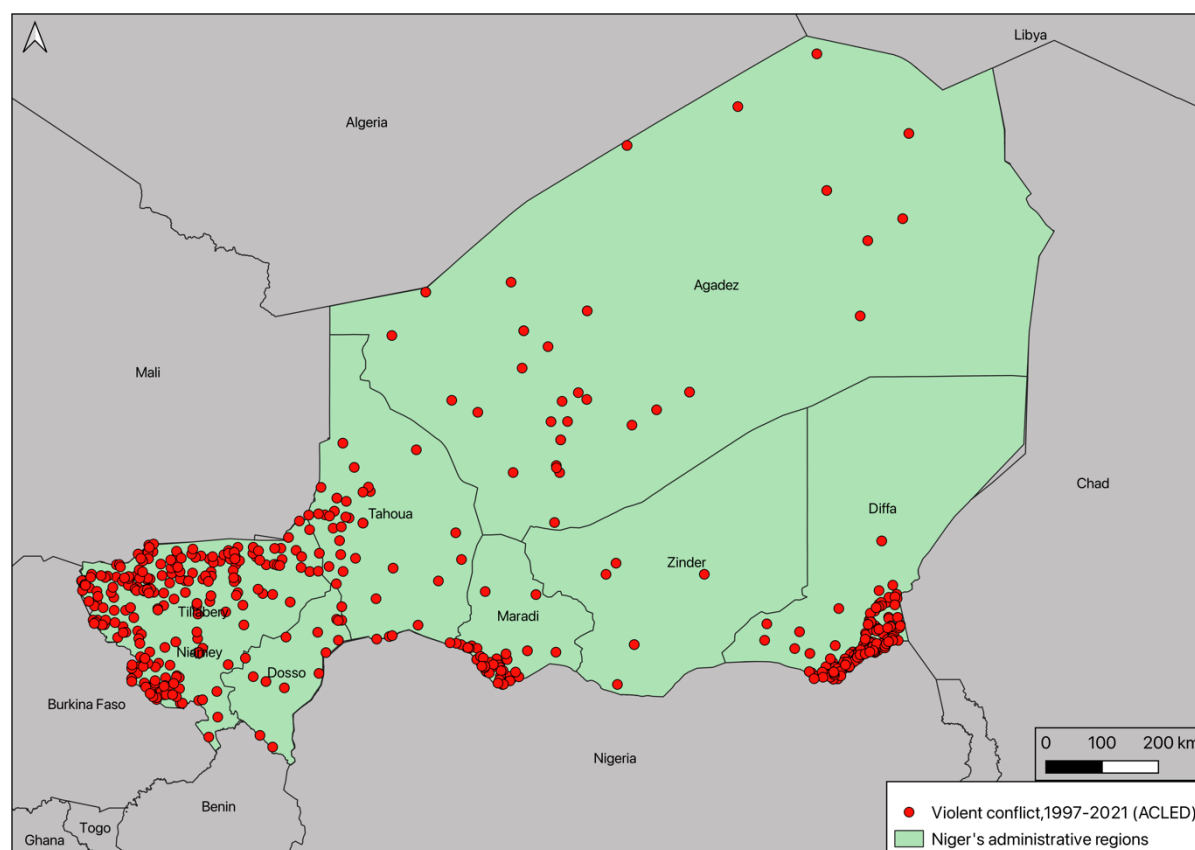 Libya
Algeria
Agadez
Mali
Chad
Tahoua
Diffa
Zinder
Tillabery
Maradi
Niamey
Dosso
Burkina Faso
Nigeria
0 100 200 km
Benin
Togo
Ghana
Violent conflict,1997-2021 (ACLED)
Niger's administrative regions